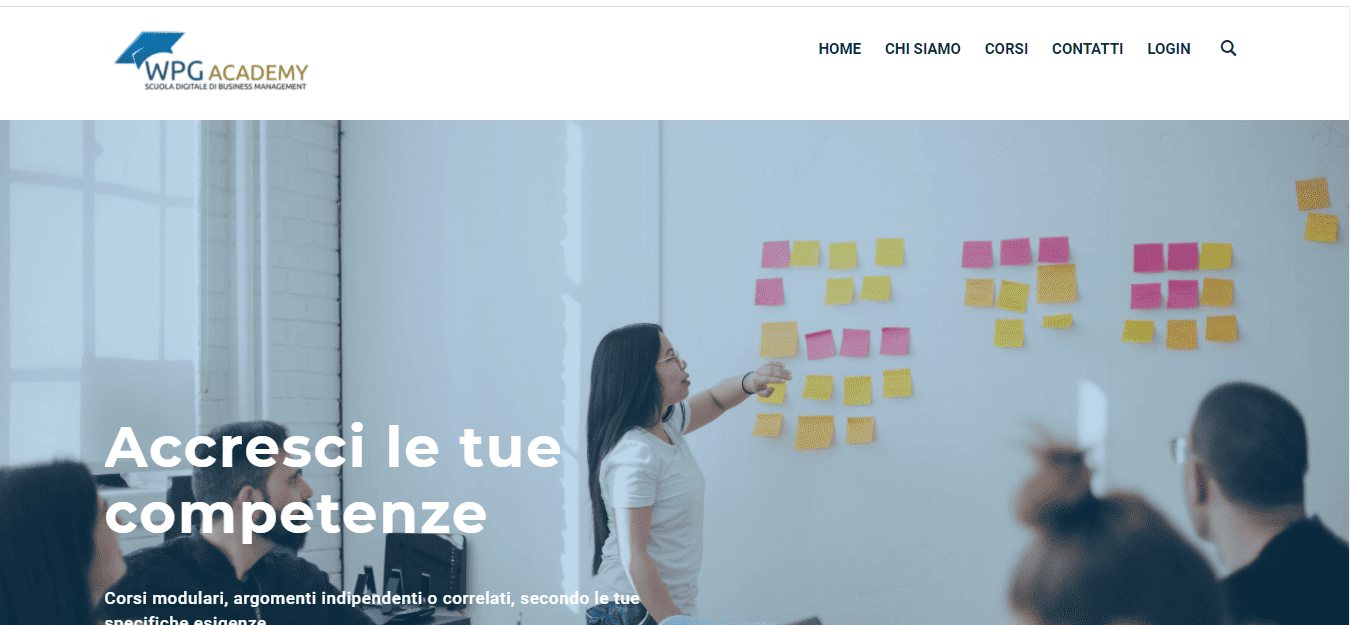 WPG ACADEMY
SCUOLA DIGITALE DI BUSINESS MANAGEMENT
HOME CHI SIAMO CORSI CONTATTI LOGIN
Accresci le tue
competenze
Corsi modulari, argomenti indipendenti o correlati, secondo le tue
specifiche esigenze